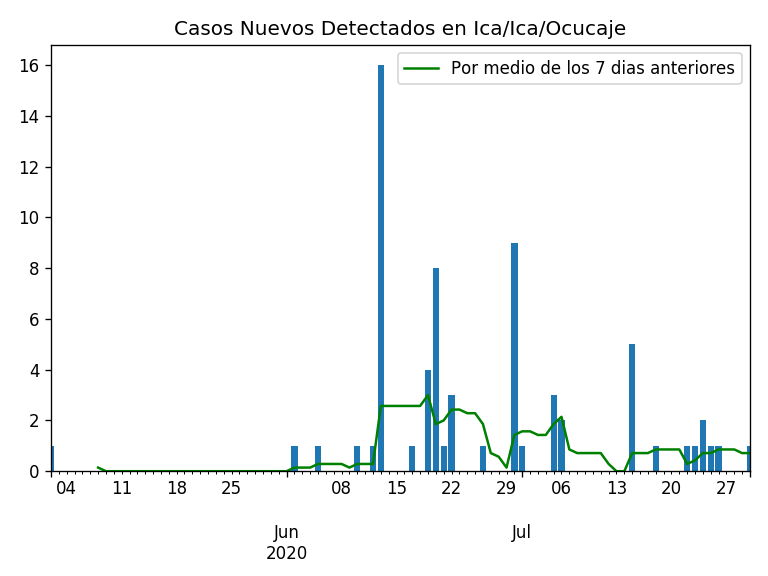 Casos Nuevos Detectados en Ica/Ica/Ocucaje
Por medio de los 7 dias anteriores
16
14
12
10
8
6
4
2
0
04 11 18 25 08 15 22 29 06 13 20 27
Jun Jul
2020